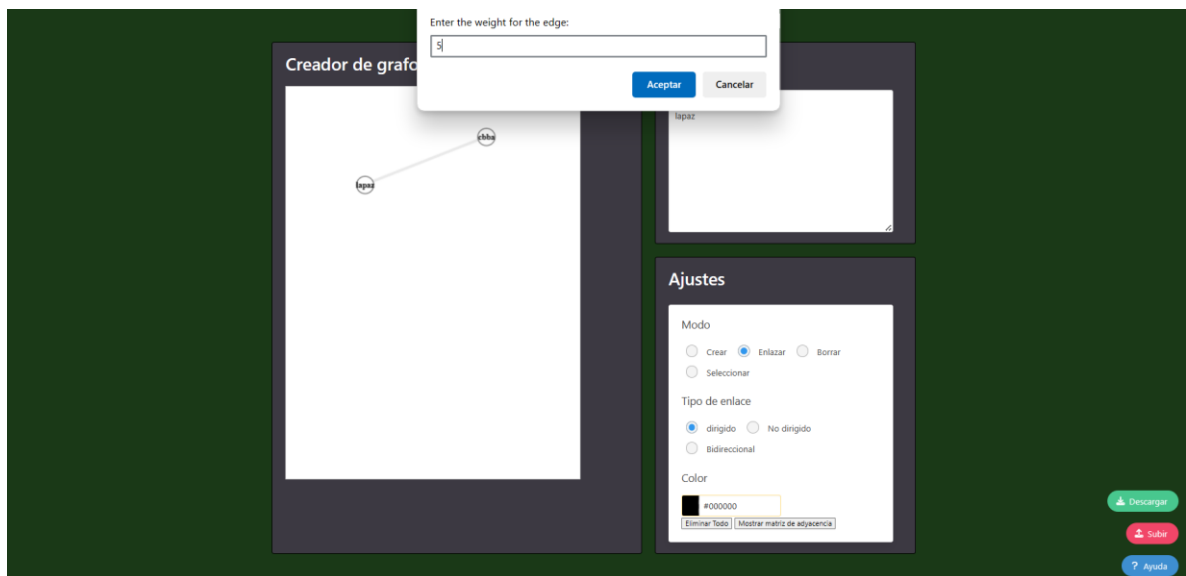 Enter the weight for the edge:
5
Aceptar Cancelar
Creador de grafo
cbba
lapaz
lapaz
Ajustes
Modo
Crear Enlazar Borrar
Seleccionar
Tipo de enlace
dirigido No dirigido
Bidireccional
Color
#000000
Eliminar Todo Mostrar matriz de adyacencia
Descargar
Subir
? Ayuda